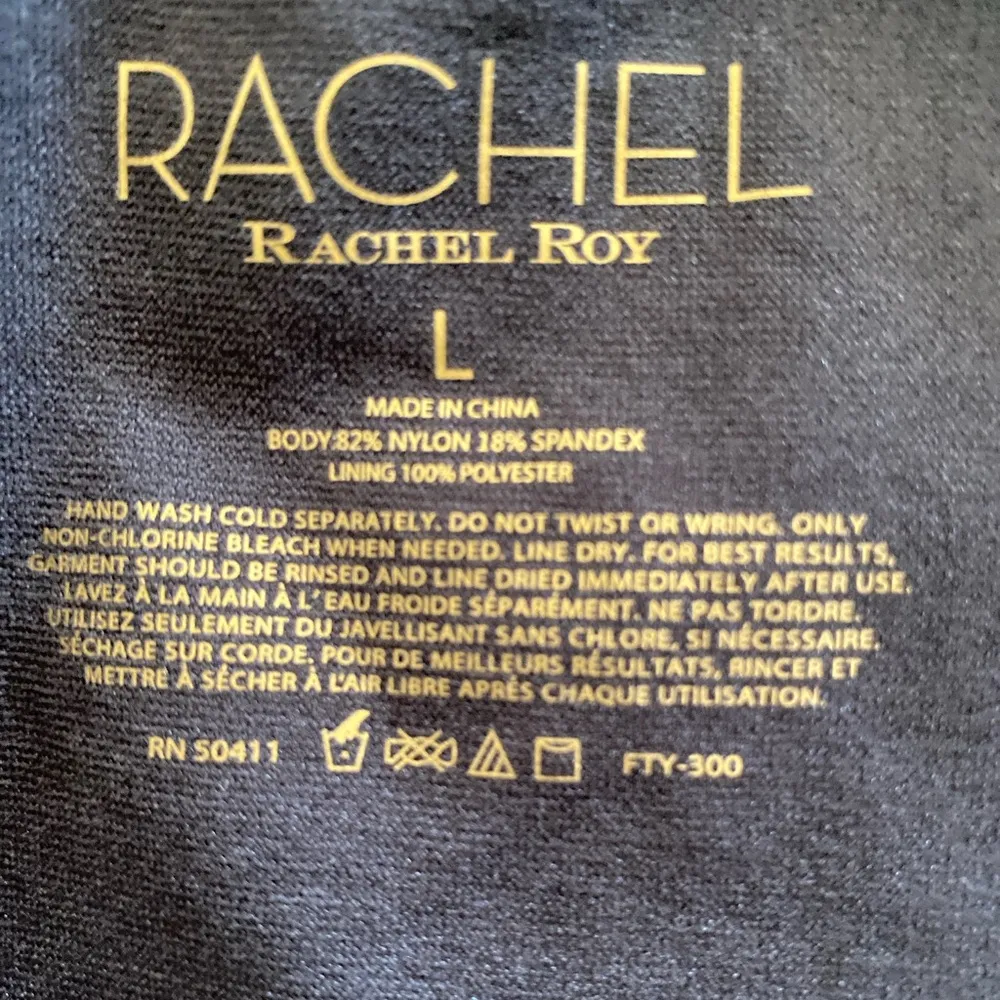 RACHEL
RACHEL ROY
L
MADE IN CHINA
BODY:82% NYLON 18% SPANDEX
LINING 100% POLYESTER
HAND WASH COLD SEPARATELY. DO NOT TWIST OR WRING. ONLY
NON-CHLORINE BLEACH WHEN NEEDED. LINE DRY. FOR BEST RESULTS,
GARMENT SHOULD BE RINSED AND LINE DRIED IMMEDIATELY AFTER USE.
LAVEZ À LA MAIN À L'EAU FROIDE SÉPARÉMENT. NE PAS TORDRE.
UTILISEZ SEULEMENT DU JAVELLISANT SANS CHLORE, SI NÉCESSAIRE.
SÉCHAGE SUR CORDE. POUR DE MEILLEURS RÉSULTATS, RINCER ET
METTRE À SÉCHER À L'AIR LIBRE APRÉS CHAQUE UTILISATION.
RN 50411 FTY-300